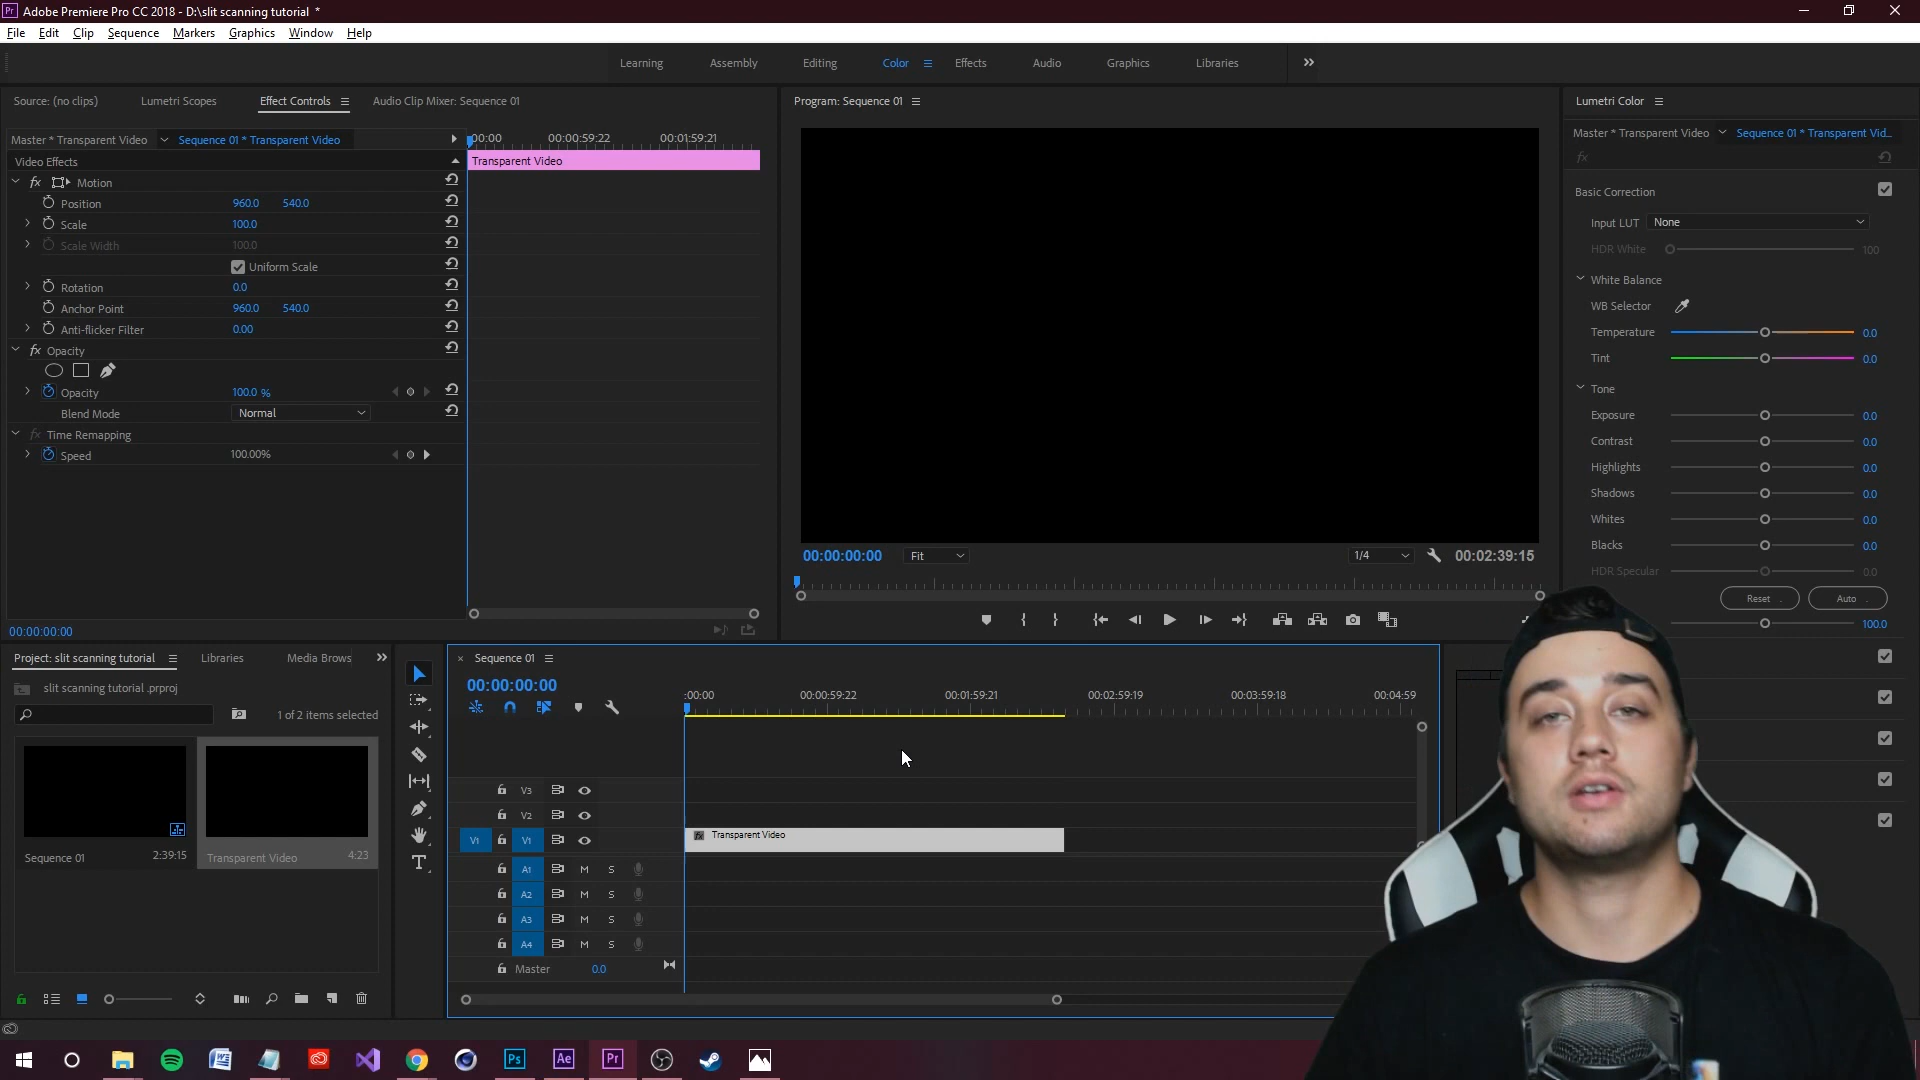 Pr Adobe Premiere Pro CC 2018 - D:\slit scanning tutorial *
File Edit Clip Sequence Markers Graphics Window Help
Learning Assembly Editing Color Effects Audio Graphics Libraries
Source: (no clips) Lumetri Scopes Effect Controls Audio Clip Mixer: Sequence 01
Master * Transparent Video Sequence 01 * Transparent Video
:00:00 00:00:59:22 00:01:59:21
Video Effects
Transparent Video
fx Motion
Position 960.0 540.0
Scale 100.0
Scale Width 100.0
Uniform Scale
Rotation 0.0
Anchor Point 960.0 540.0
Anti-flicker Filter 0.00
fx Opacity
Opacity 100.0 %
Blend Mode Normal
fx Time Remapping
Speed 100.00%
00:00:00:00
Program: Sequence 01
00:00:00:00 Fit 1/4 00:02:39:15
Lumetri Color
Master * Transparent Video Sequence 01 * Transparent Vid...
fx
Basic Correction
Input LUT None
HDR White 100
White Balance
WB Selector
Temperature 0.0
Tint 0.0
Tone
Exposure 0.0
Contrast 0.0
Highlights 0.0
Shadows 0.0
Whites 0.0
Blacks 0.0
HDR Specular 0.0
Reset Auto
100.0
Project: slit scanning tutorial Libraries Media Brows
slit scanning tutorial .prproj
1 of 2 items selected
Sequence 01 2:39:15
Transparent Video 4:23
Sequence 01
00:00:00:00
:00:00 00:00:59:22 00:01:59:21 00:02:59:19 00:03:59:18 00:04:59
V3
V2
V1 V1 fx Transparent Video
A1 M S
A2 M S
A3 M S
A4 M S
Master 0.0
T
W Ps Ae Pr